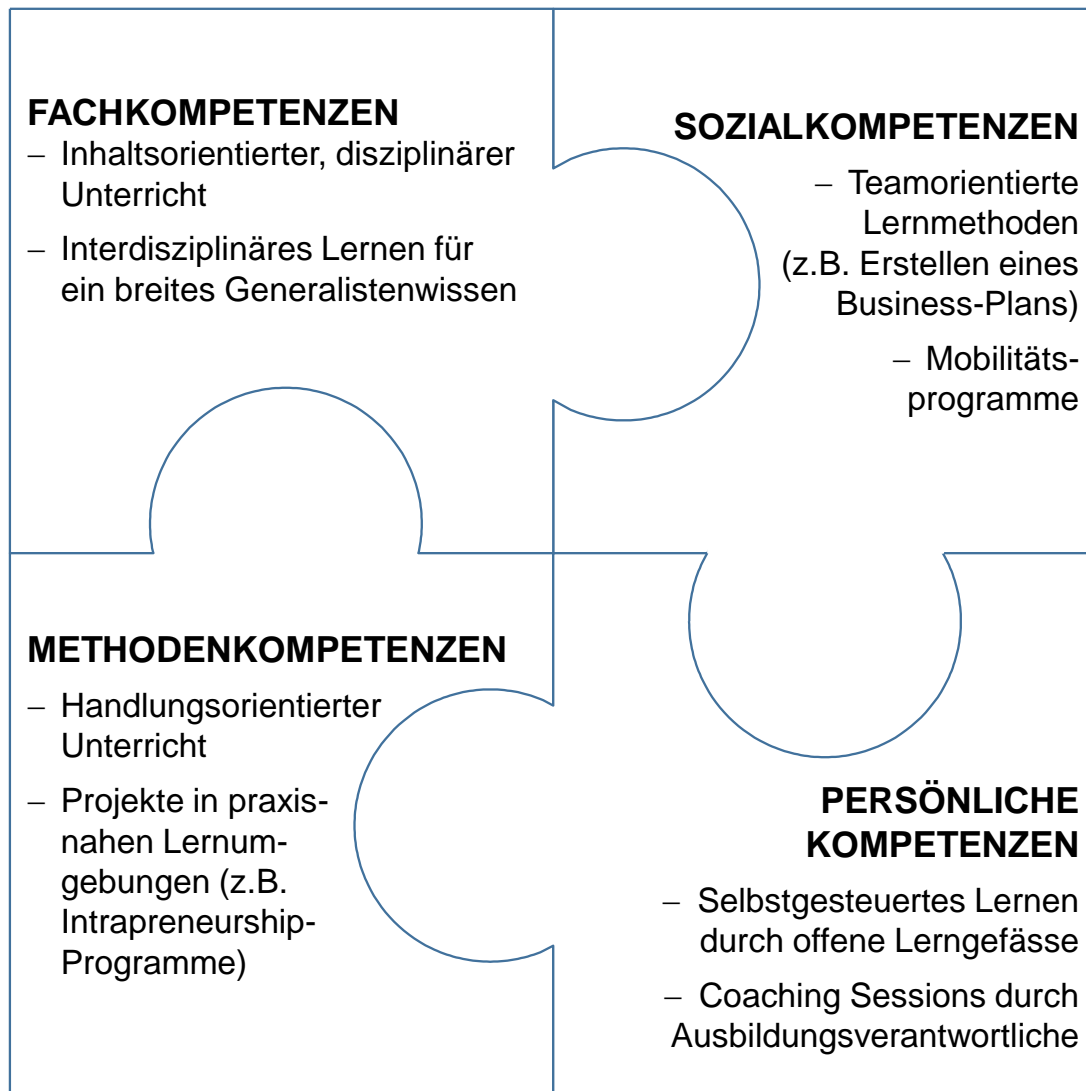 FACHKOMPETENZEN
– Inhaltsorientierter, disziplinärer
Unterricht
– Interdisziplinäres Lernen für
ein breites Generalistenwissen
SOZIALKOMPETENZEN
– Teamorientierte
Lernmethoden
(z.B. Erstellen eines
Business-Plans)
– Mobilitäts-
programme
METHODENKOMPETENZEN
– Handlungsorientierter
Unterricht
– Projekte in praxis-
nahen Lernum-
gebungen (z.B.
Intrapreneurship-
Programme)
PERSÖNLICHE
KOMPETENZEN
– Selbstgesteuertes Lernen
durch offene Lerngefässe
– Coaching Sessions durch
Ausbildungsverantwortliche